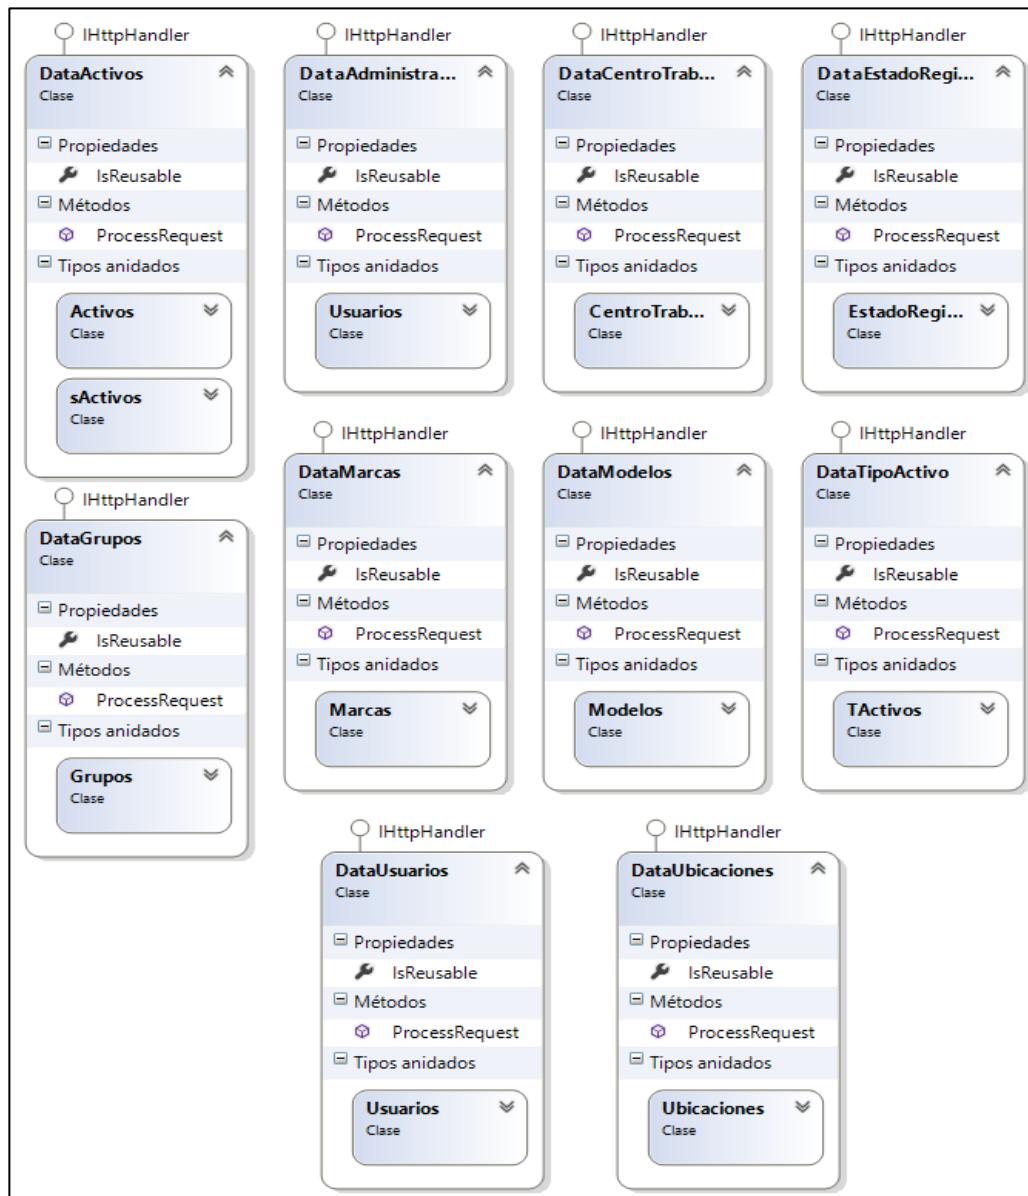 IHttpHandler
DataActivos
Clase
Propiedades
IsReusable
Métodos
ProcessRequest
Tipos anidados
Activos
Clase
sActivos
Clase
IHttpHandler
DataAdministra...
Clase
Propiedades
IsReusable
Métodos
ProcessRequest
Tipos anidados
Usuarios
Clase
IHttpHandler
DataCentroTrab...
Clase
Propiedades
IsReusable
Métodos
ProcessRequest
Tipos anidados
CentroTrab...
Clase
IHttpHandler
DataEstadoRegi...
Clase
Propiedades
IsReusable
Métodos
ProcessRequest
Tipos anidados
EstadoRegi...
Clase
IHttpHandler
DataGrupos
Clase
Propiedades
IsReusable
Métodos
ProcessRequest
Tipos anidados
Grupos
Clase
IHttpHandler
DataMarcas
Clase
Propiedades
IsReusable
Métodos
ProcessRequest
Tipos anidados
Marcas
Clase
IHttpHandler
DataModelos
Clase
Propiedades
IsReusable
Métodos
ProcessRequest
Tipos anidados
Modelos
Clase
IHttpHandler
DataTipoActivo
Clase
Propiedades
IsReusable
Métodos
ProcessRequest
Tipos anidados
TActivos
Clase
IHttpHandler
DataUsuarios
Clase
Propiedades
IsReusable
Métodos
ProcessRequest
Tipos anidados
Usuarios
Clase
IHttpHandler
DataUbicaciones
Clase
Propiedades
IsReusable
Métodos
ProcessRequest
Tipos anidados
Ubicaciones
Clase